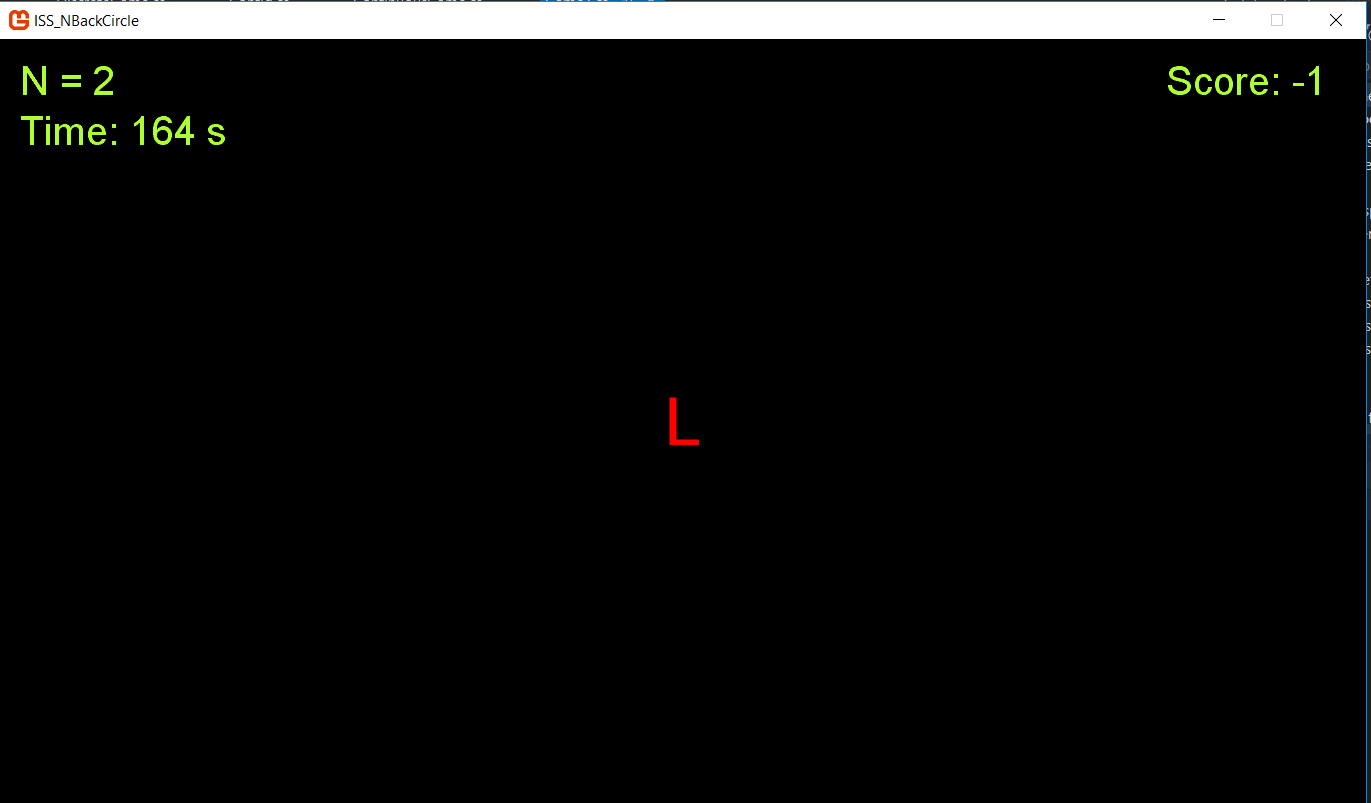 ISS_NBackCircle
N = 2
Score: -1
Time: 164 s
L